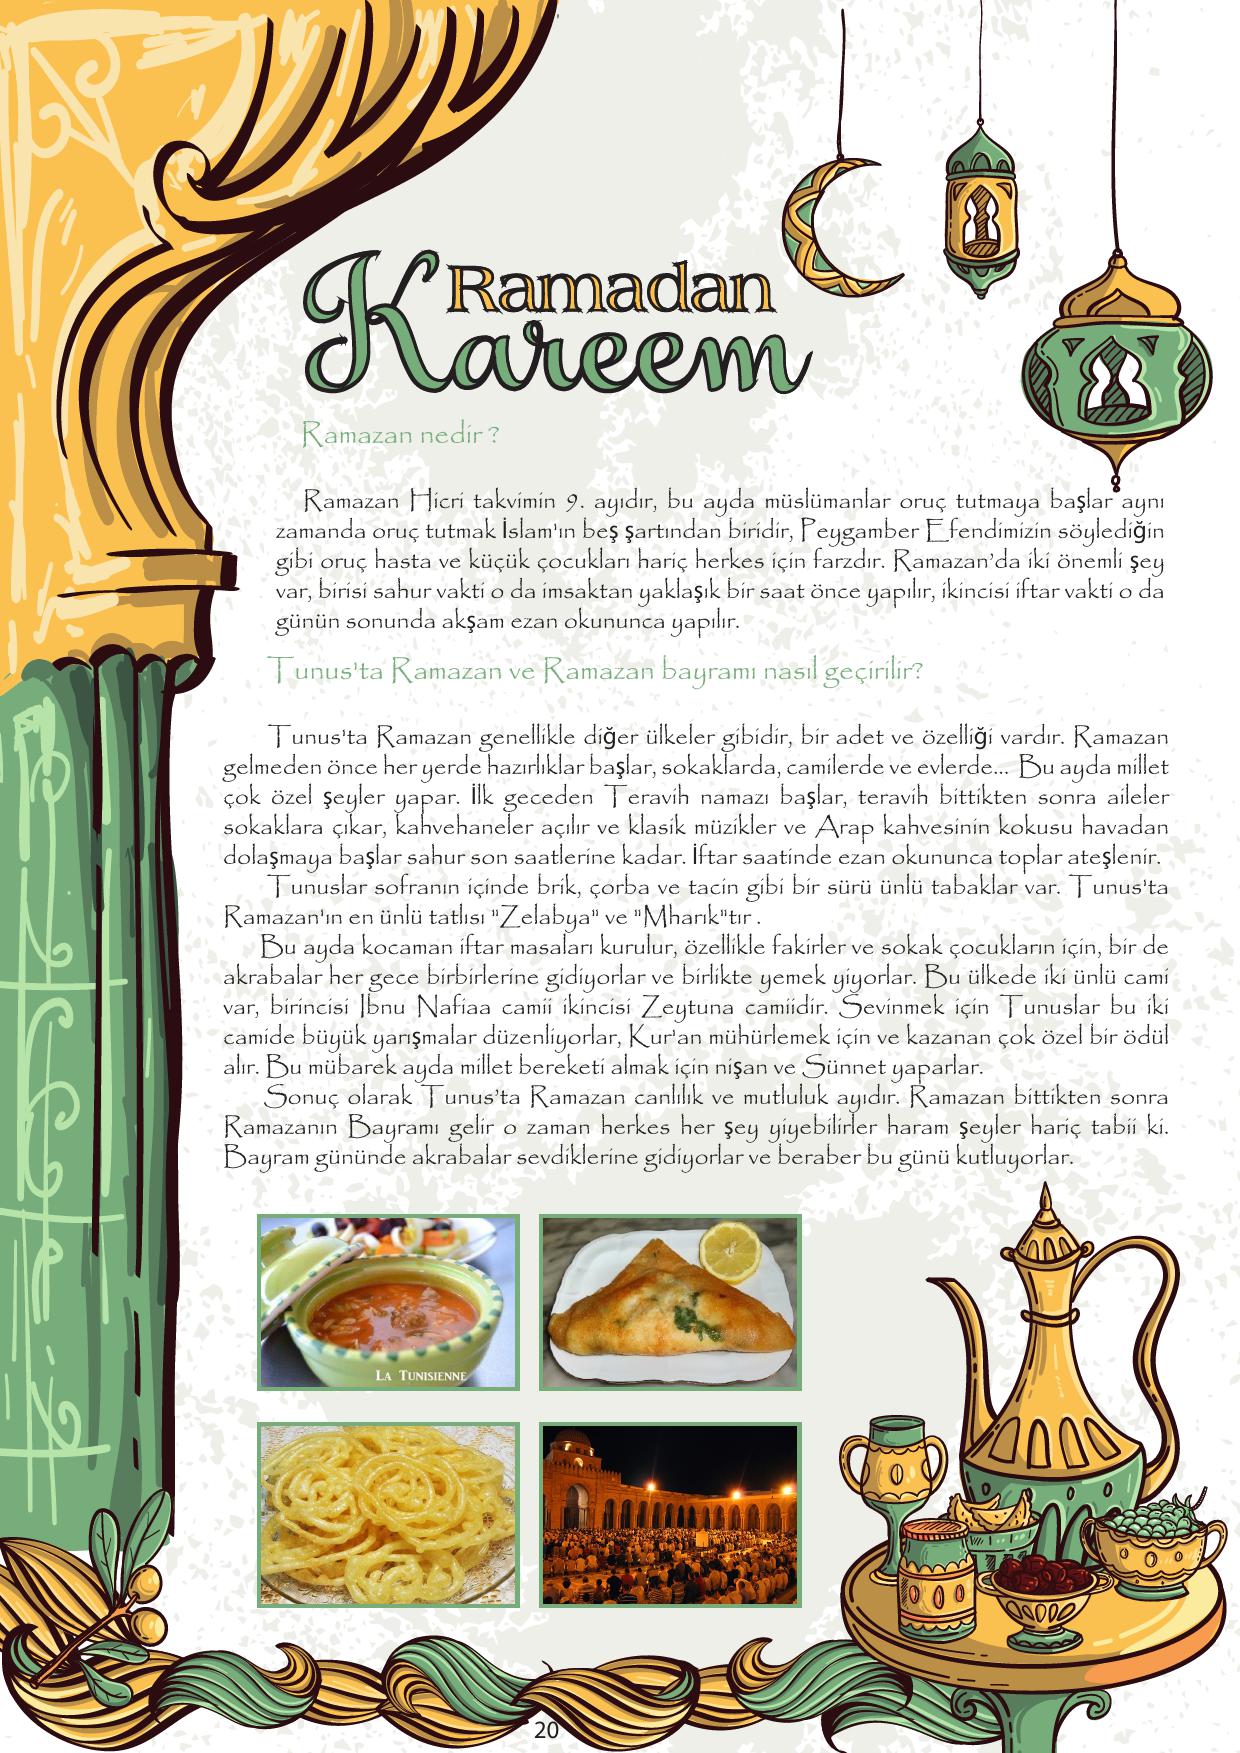 Ramadan
Kareem
Ramazan nedir ?
Ramazan Hicri takvimin 9. ayıdır, bu ayda müslümanlar oruç tutmaya başlar aynı
zamanda oruç tutmak İslam'ın beş şartından biridir, Peygamber Efendimizin söylediğin
gibi oruç hasta ve küçük çocukları hariç herkes için farzdır. Ramazan'da iki önemli şey
var, birisi sahur vakti o da imsaktan yaklaşık bir saat önce yapılır, ikincisi iftar vakti o da
günün sonunda akşam ezan okununca yapılır.
Tunus'ta Ramazan ve Ramazan bayramı nasıl geçirilir?
Tunus'ta Ramazan genellikle diğer ülkeler gibidir, bir adet ve özelliği vardır. Ramazan
gelmeden önce her yerde hazırlıklar başlar, sokaklarda, camilerde ve evlerde... Bu ayda millet
çok özel şeyler yapar. İlk geceden Teravih namazı başlar, teravih bittikten sonra aileler
sokaklara çıkar, kahvehaneler açılır ve klasik müzikler ve Arap kahvesinin kokusu havadan
dolaşmaya başlar sahur son saatlerine kadar. İftar saatinde ezan okununca toplar ateşlenir.
Tunuslar sofranın içinde brik, çorba ve tacin gibi bir sürü ünlü tabaklar var. Tunus'ta
Ramazan'ın en ünlü tatlısı "Zelabya" ve "Mharık"tır .
Bu ayda kocaman iftar masaları kurulur, özellikle fakirler ve sokak çocukların için, bir de
akrabalar her gece birbirlerine gidiyorlar ve birlikte yemek yiyorlar. Bu ülkede iki ünlü cami
var, birincisi Ibnu Nafiaa camii ikincisi Zeytuna camiidir. Sevinmek için Tunuslar bu iki
camide büyük yarışmalar düzenliyorlar, Kur'an mühürlemek için ve kazanan çok özel bir ödül
alır. Bu mübarek ayda millet bereketi almak için nişan ve Sünnet yaparlar.
Sonuç olarak Tunus'ta Ramazan canlılık ve mutluluk ayıdır. Ramazan bittikten sonra
Ramazanın Bayramı gelir o zaman herkes her şey yiyebilirler haram şeyler hariç tabii ki.
Bayram gününde akrabalar sevdiklerine gidiyorlar ve beraber bu günü kutluyorlar.
LA TUNISIENNE
20